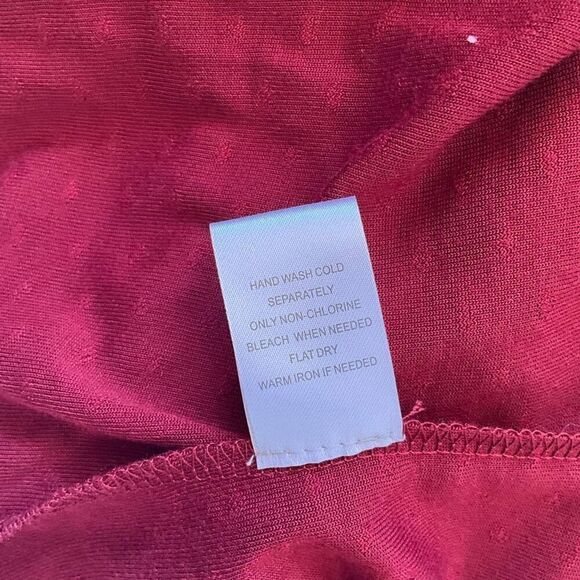 HAND WASH COLD
SEPARATELY
ONLY NON-CHLORINE
BLEACH WHEN NEEDED
FLAT DRY
WARM IRON IF NEEDED